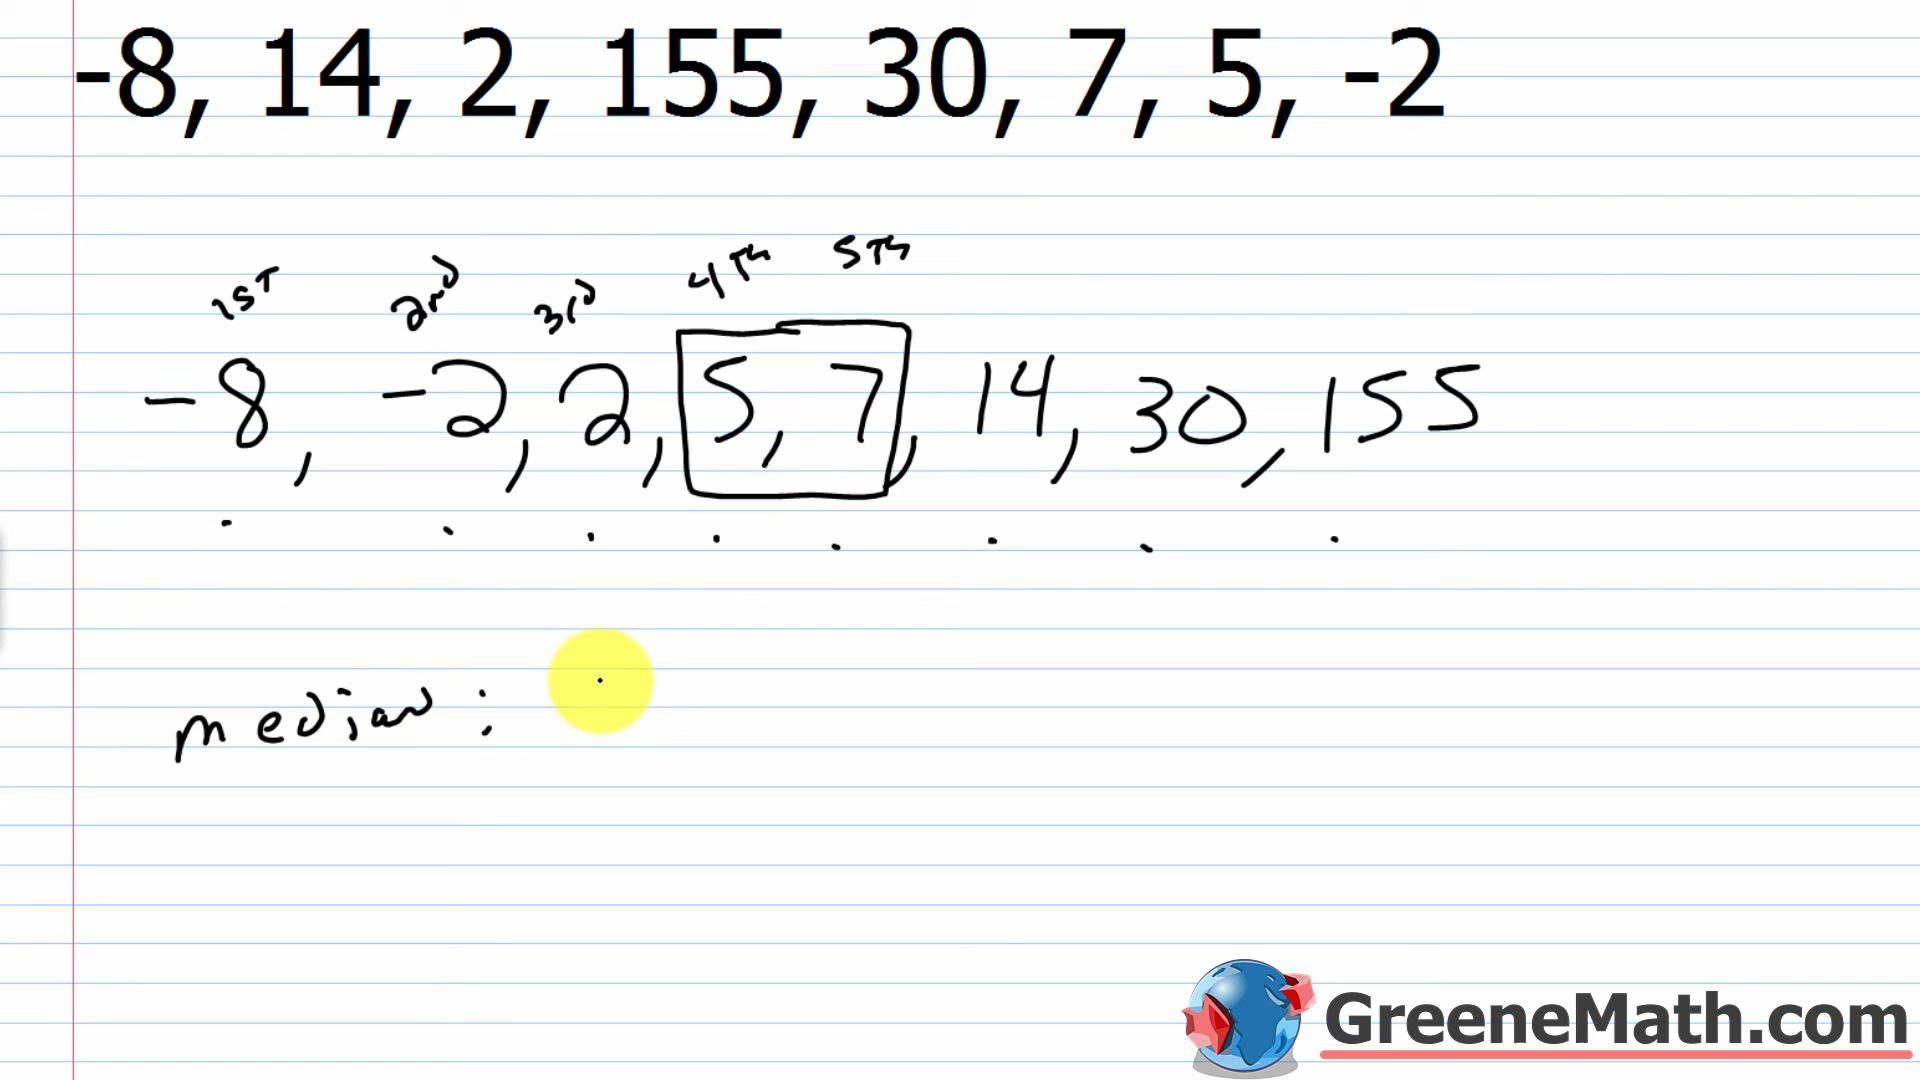 -8, 14, 2, 155, 30, 7, 5, -2
1ST 2nd 3rd 4TH 5TH
-8, -2, 2, 5, 7, 14, 30, 155
median:
GreeneMath.com